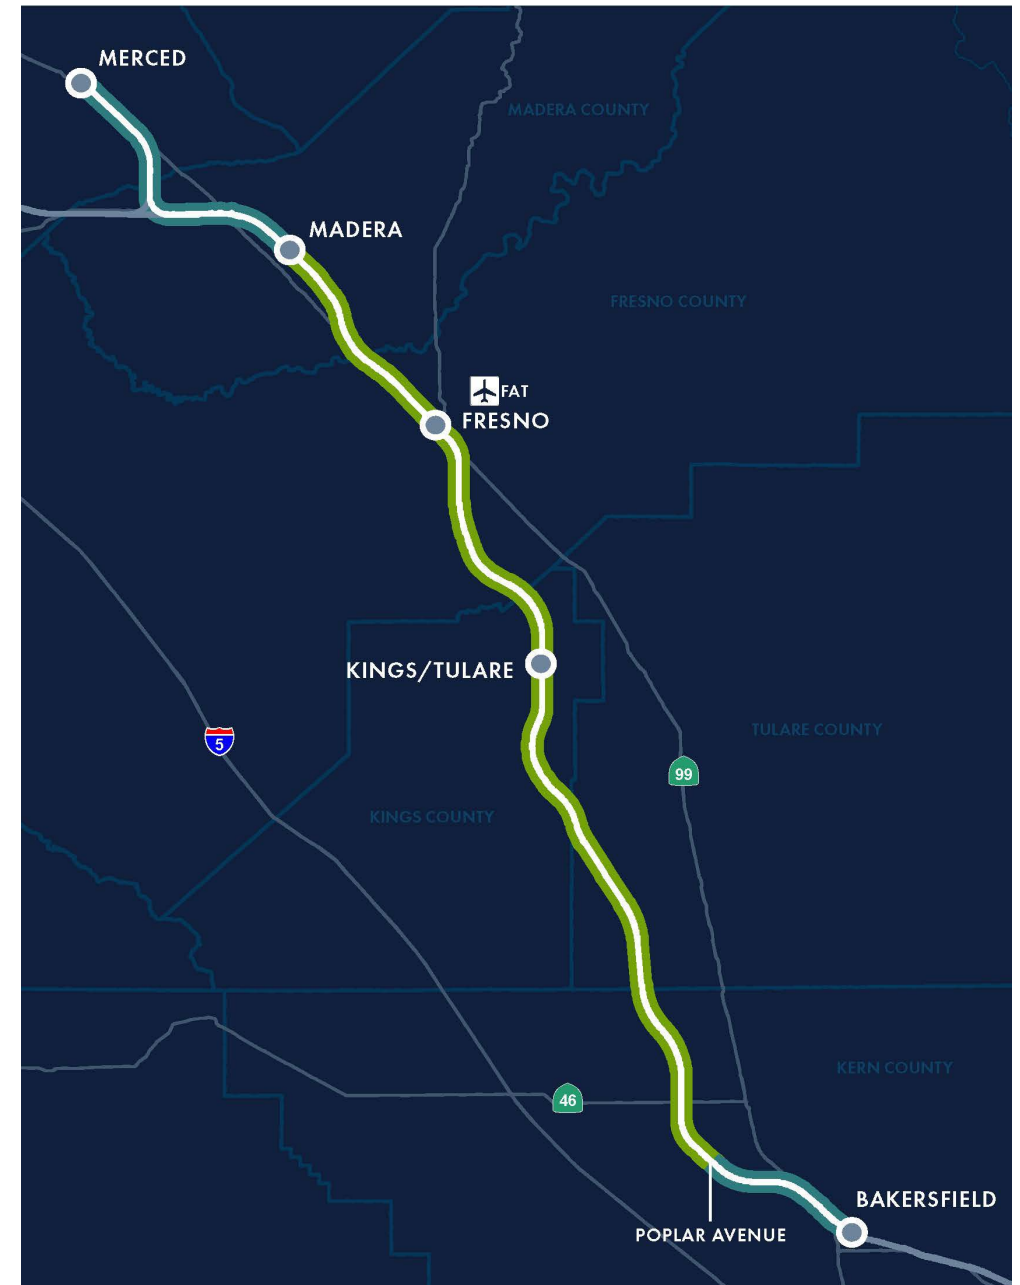 MERCED
MADERA COUNTY
MADERA
FRESNO COUNTY
FAT
FRESNO
KINGS/TULARE
TULARE COUNTY
5
99
KINGS COUNTY
KERN COUNTY
46
BAKERSFIELD
POPLAR AVENUE